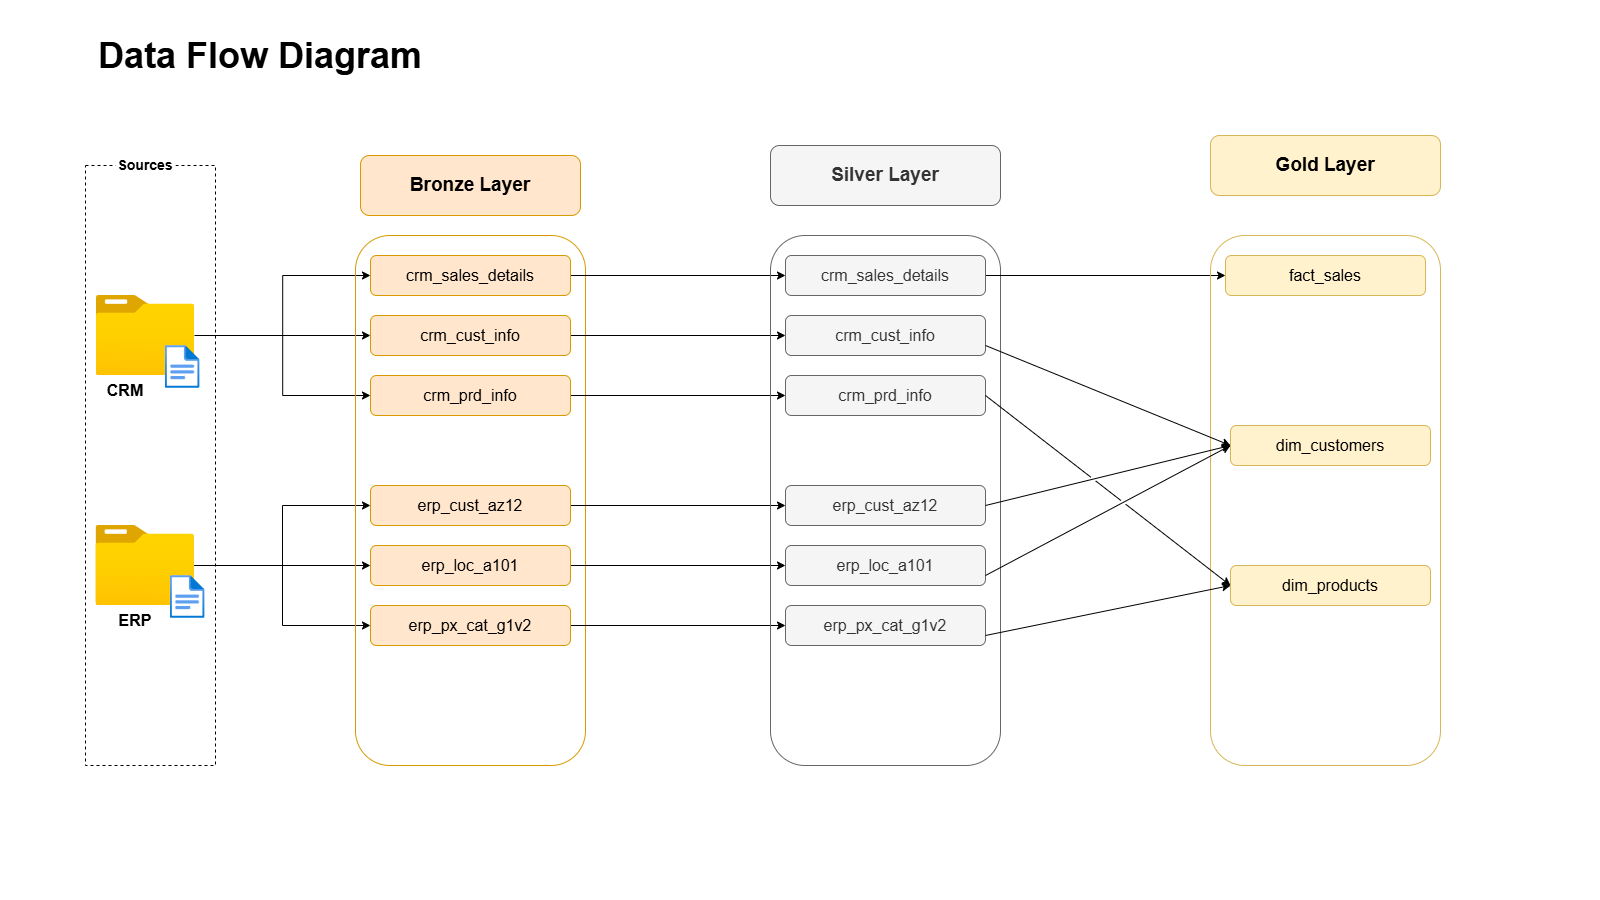 Data Flow Diagram
Sources
CRM
ERP
Bronze Layer
crm_sales_details
crm_cust_info
crm_prd_info
erp_cust_az12
erp_loc_a101
erp_px_cat_g1v2
Silver Layer
crm_sales_details
crm_cust_info
crm_prd_info
erp_cust_az12
erp_loc_a101
erp_px_cat_g1v2
Gold Layer
fact_sales
dim_customers
dim_products